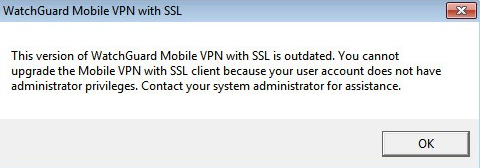 WatchGuard Mobile VPN with SSL
This version of WatchGuard Mobile VPN with SSL is outdated. You cannot
upgrade the Mobile VPN with SSL client because your user account does not have
administrator privileges. Contact your system administrator for assistance.
OK